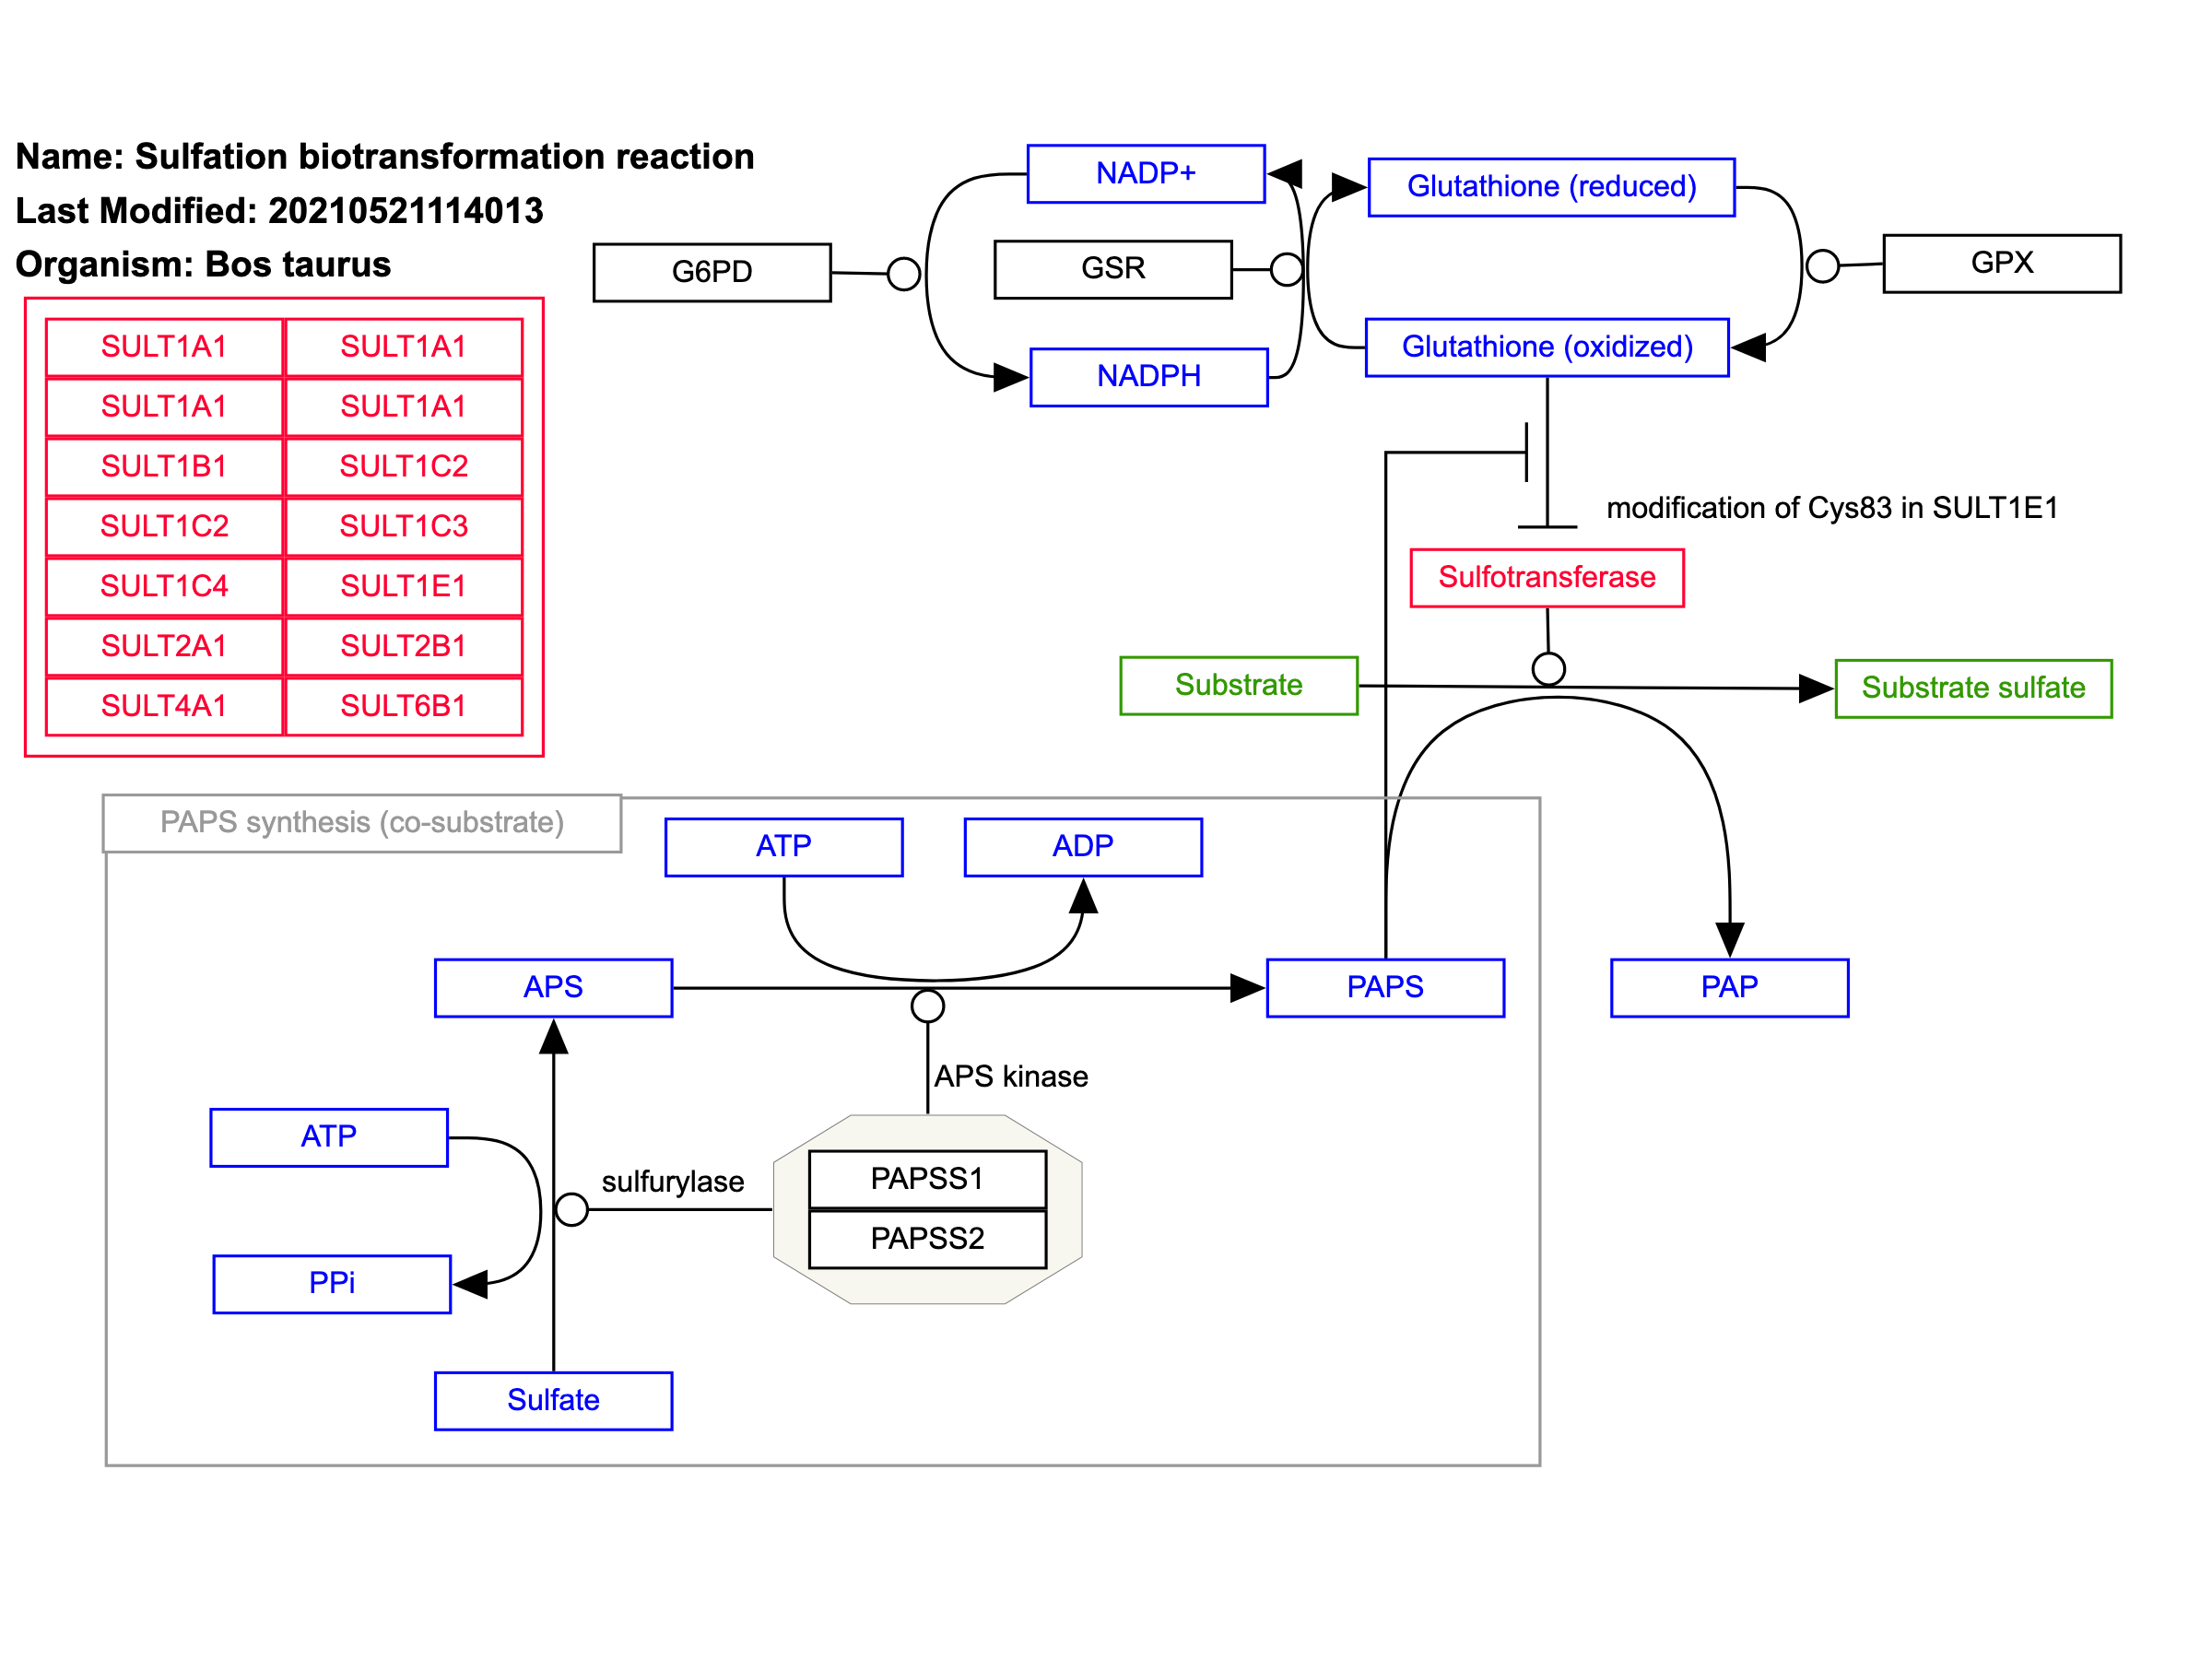 Name: Sulfation biotransformation reaction
Last Modified: 20210521114013
Organism: Bos taurus
NADP+
Glutathione (reduced)
G6PD
GSR
GPX
NADPH
Glutathione (oxidized)
SULT1A1 SULT1A1
SULT1A1 SULT1A1
SULT1B1 SULT1C2
SULT1C2 SULT1C3
SULT1C4 SULT1E1
SULT2A1 SULT2B1
SULT4A1 SULT6B1
modification of Cys83 in SULT1E1
Sulfotransferase
Substrate
Substrate sulfate
PAPS synthesis (co-substrate)
ATP
ADP
APS
PAPS
PAP
APS kinase
ATP
sulfurylase
PAPSS1
PAPSS2
PPi
Sulfate